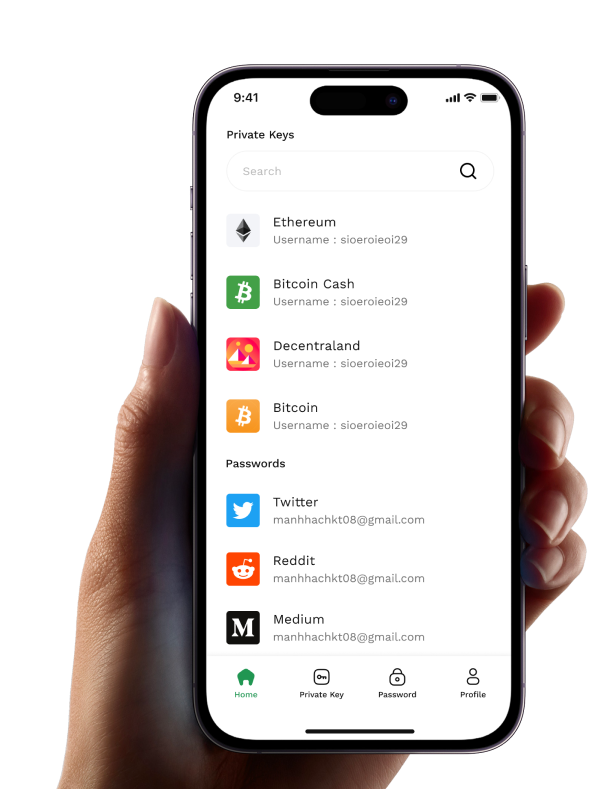 9:41
Private Keys
Search
Ethereum
Username : sioeroieoi29
Bitcoin Cash
Username : sioeroieoi29
Decentraland
Username : sioeroieoi29
Bitcoin
Username : sioeroieoi29
Passwords
Twitter
manhhachkt08@gmail.com
Reddit
manhhachkt08@gmail.com
M Medium
manhhachkt08@gmail.com
Home Private Key Password Profile